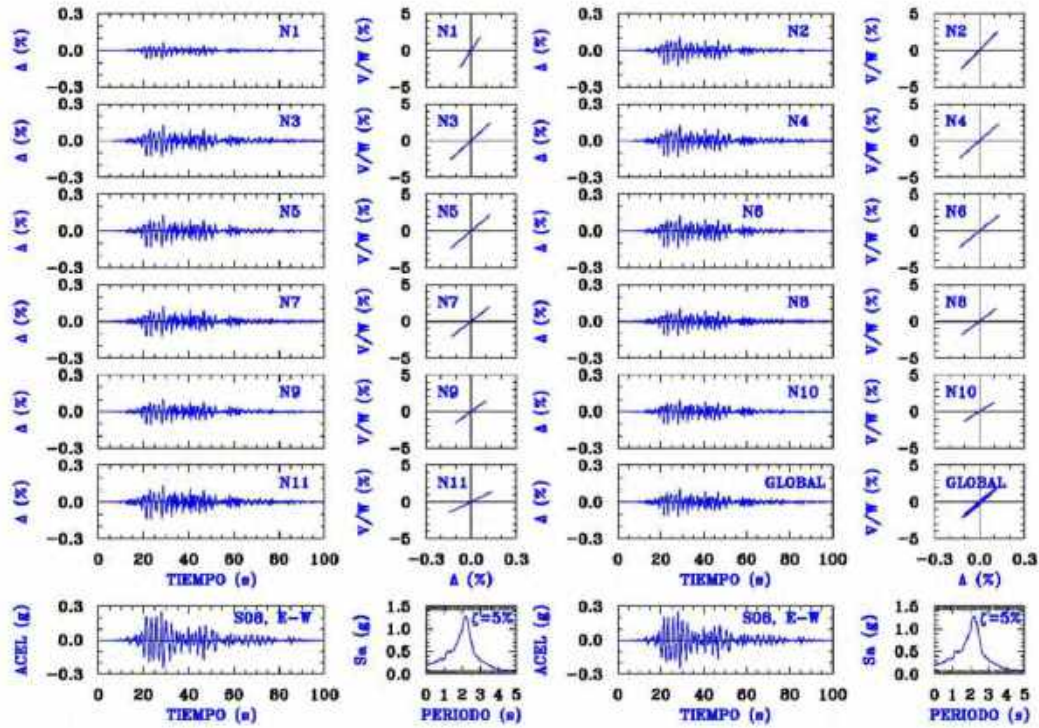 0.3 5 0.3 5
Δ (%) 0.0 N1 V/W (%) 0 N1 Δ (%) 0.0 N2 V/W (%) 0 N2
-0.3 -5 -0.3 -5
0.3 5 0.3 5
Δ (%) 0.0 N3 V/W (%) 0 N3 Δ (%) 0.0 N4 V/W (%) 0 N4
-0.3 -5 -0.3 -5
0.3 5 0.3 5
Δ (%) 0.0 N5 V/W (%) 0 N5 Δ (%) 0.0 N6 V/W (%) 0 N6
-0.3 -5 -0.3 -5
0.3 5 0.3 5
Δ (%) 0.0 N7 V/W (%) 0 N7 Δ (%) 0.0 N8 V/W (%) 0 N8
-0.3 -5 -0.3 -5
0.3 5 0.3 5
Δ (%) 0.0 N9 V/W (%) 0 N9 Δ (%) 0.0 N10 V/W (%) 0 N10
-0.3 -5 -0.3 -5
0.3 5 0.3 5
Δ (%) 0.0 N11 V/W (%) 0 N11 Δ (%) 0.0 GLOBAL V/W (%) 0 GLOBAL
-0.3 -5 -0.3 -5
0 20 40 60 80 100 -0.3 0.0 0.3 0 20 40 60 80 100 -0.3 0.0 0.3
TIEMPO (s) Δ (%) TIEMPO (s) Δ (%)
0.3 1.5 0.3 1.5
ACEL (g) 0.0 S08, E-W Sa (g) 1.0 0.5 ζ=5% ACEL (g) 0.0 S08, E-W Sa (g) 1.0 0.5 ζ=5%
-0.3 0.0 -0.3 0.0
0 20 40 60 80 100 0 1 2 3 4 5 0 20 40 60 80 100 0 1 2 3 4 5
TIEMPO (s) PERIODO (s) TIEMPO (s) PERIODO (s)